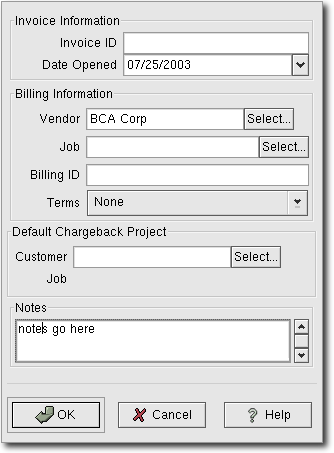 Invoice Information
Invoice ID
Date Opened 07/25/2003
Billing Information
Vendor BCA Corp Select...
Job Select...
Billing ID
Terms None
Default Chargeback Project
Customer Select...
Job
Notes
notes go here
OK Cancel Help